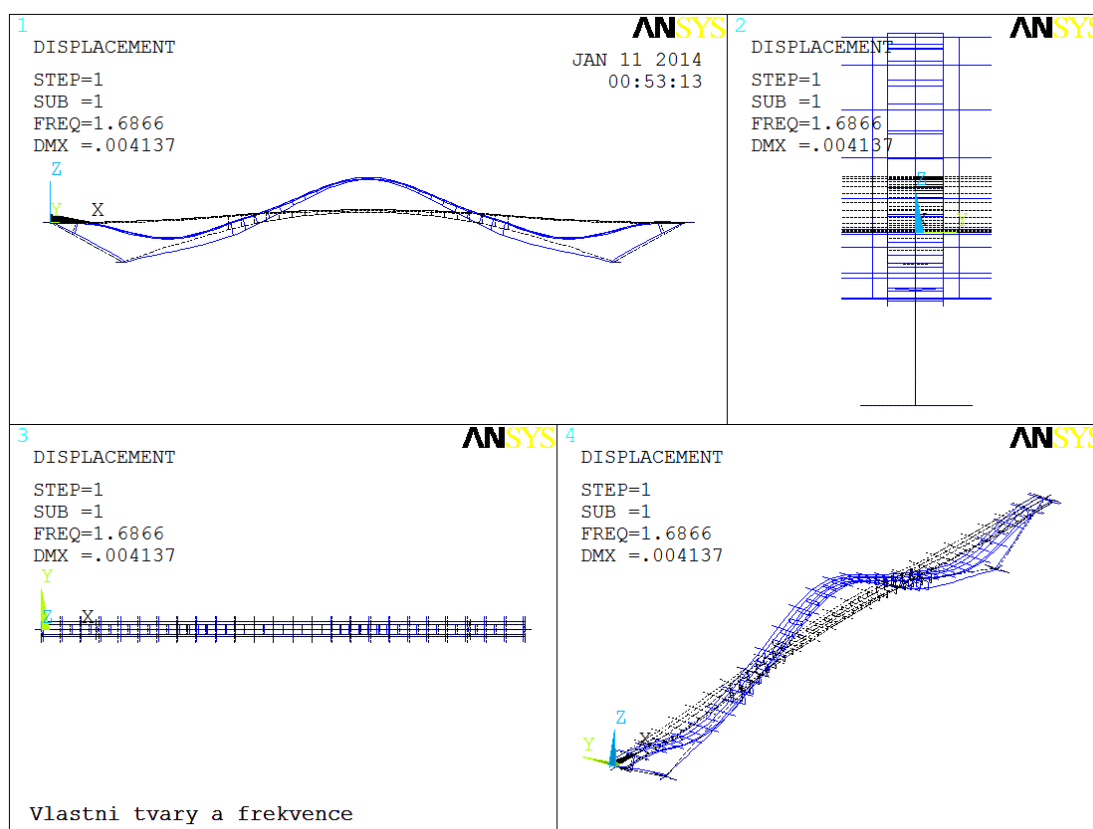 1
ANSYS
DISPLACEMENT
JAN 11 2014
00:53:13
STEP=1
SUB =1
FREQ=1.6866
DMX =.004137
Z
Y
X
2
ANSYS
DISPLACEMENT
STEP=1
SUB =1
FREQ=1.6866
DMX =.004137
Z
Y
3
ANSYS
DISPLACEMENT
STEP=1
SUB =1
FREQ=1.6866
DMX =.004137
Y
Z
X
Vlastni tvary a frekvence
4
ANSYS
DISPLACEMENT
STEP=1
SUB =1
FREQ=1.6866
DMX =.004137
Z
Y
X